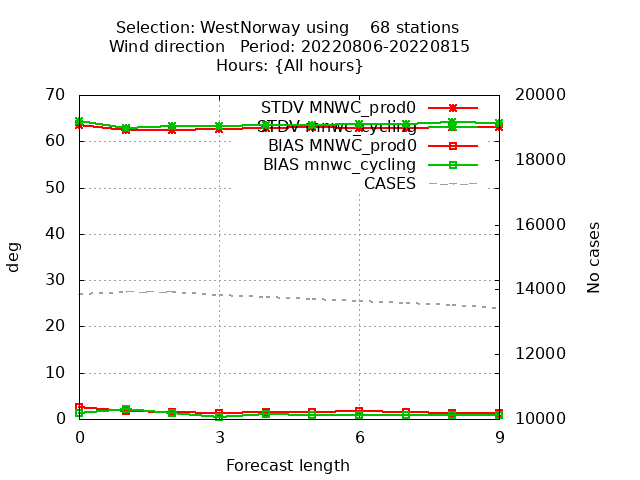 Selection: WestNorway using 68 stations
Wind direction Period: 20220806-20220815
Hours: {All hours}
70
60
50
40
30
20
10
0
deg
20000
18000
16000
14000
12000
10000
No cases
STDV MNWC_prod0
STDV mnwc_cycling
BIAS MNWC_prod0
BIAS mnwc_cycling
CASES
0 3 6 9
Forecast length